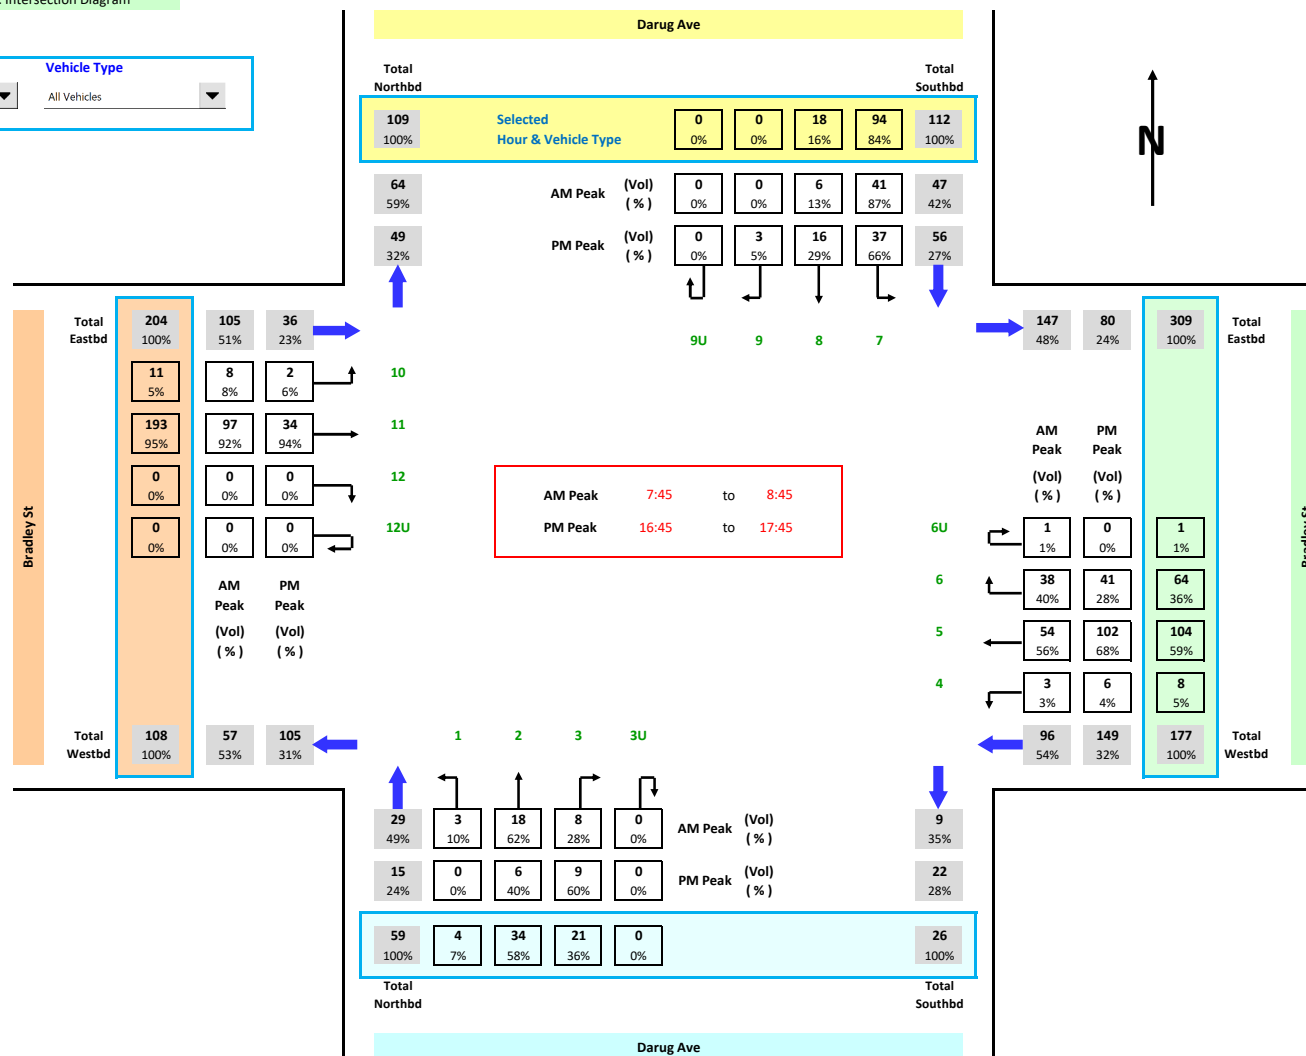 Intersection Diagram
Darug Ave
Vehicle Type
All Vehicles
Total
Northbd
Total
Southbd
109
100%
Selected
Hour & Vehicle Type
0
0%
0
0%
18
16%
94
84%
112
100%
N
64
59%
AM Peak
(Vol)
( % )
0
0%
0
0%
6
13%
41
87%
47
42%
49
32%
PM Peak
(Vol)
( % )
0
0%
3
5%
16
29%
37
66%
56
27%
9U
9
8
7
Total
Eastbd
204
100%
105
51%
36
23%
147
48%
80
24%
309
100%
Total
Eastbd
11
5%
8
8%
2
6%
10
193
95%
97
92%
34
94%
11
0
0%
0
0%
0
0%
12
0
0%
0
0%
0
0%
12U
Bradley St
AM
Peak
(Vol)
( % )
PM
Peak
(Vol)
( % )
AM Peak 7:45 to 8:45
PM Peak 16:45 to 17:45
AM
Peak
(Vol)
( % )
PM
Peak
(Vol)
( % )
6U
1
1%
0
0%
1
1%
6
38
40%
41
28%
64
36%
5
54
56%
102
68%
104
59%
4
3
3%
6
4%
8
5%
Bradley St
Total
Westbd
108
100%
57
53%
105
31%
96
54%
149
32%
177
100%
Total
Westbd
1
2
3
3U
29
49%
3
10%
18
62%
8
28%
0
0%
AM Peak
(Vol)
( % )
9
35%
15
24%
0
0%
6
40%
9
60%
0
0%
PM Peak
(Vol)
( % )
22
28%
59
100%
4
7%
34
58%
21
36%
0
0%
26
100%
Total
Northbd
Total
Southbd
Darug Ave